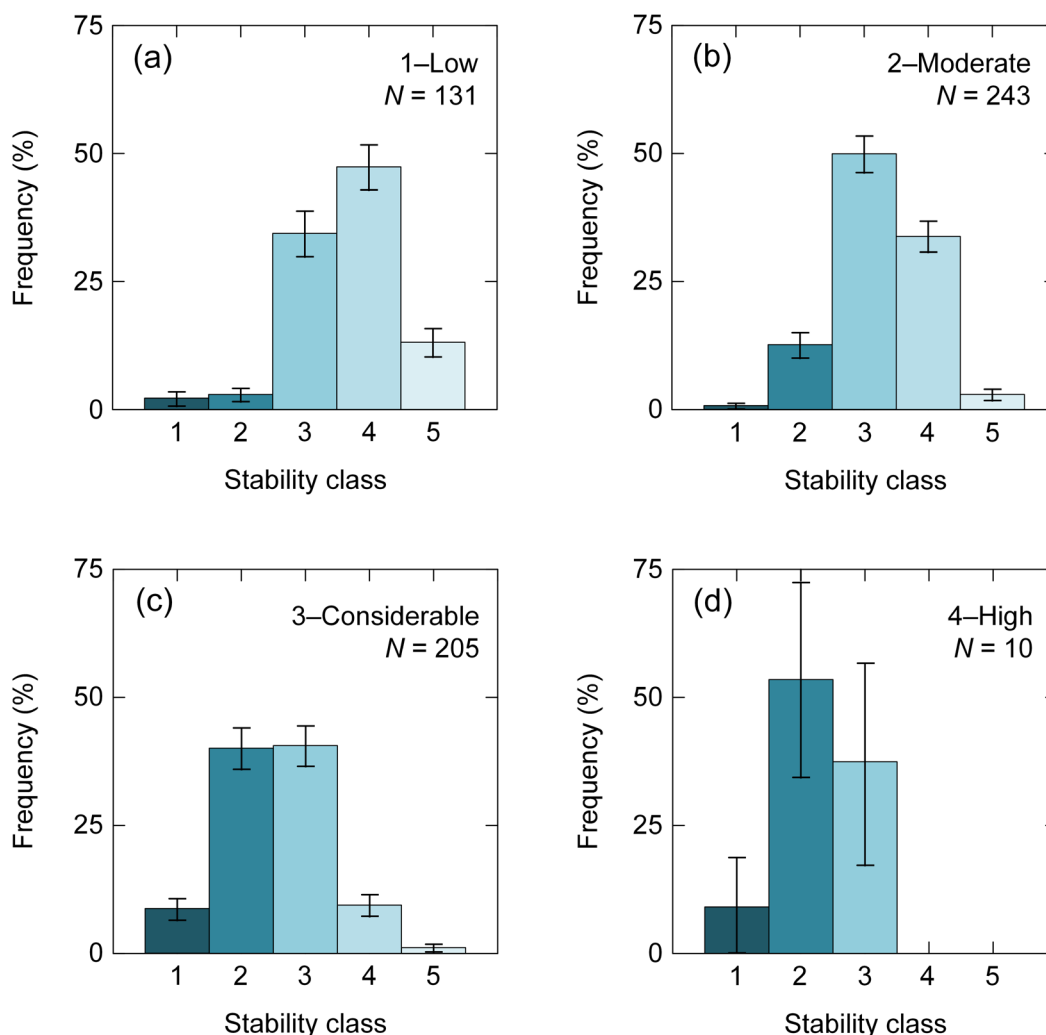 75
(a)
1–Low
N = 131
50
Frequency (%)
25
0
1 2 3 4 5
Stability class
75
(b)
2–Moderate
N = 243
50
Frequency (%)
25
0
1 2 3 4 5
Stability class
75
(c)
3–Considerable
N = 205
50
Frequency (%)
25
0
1 2 3 4 5
Stability class
75
(d)
4–High
N = 10
50
Frequency (%)
25
0
1 2 3 4 5
Stability class